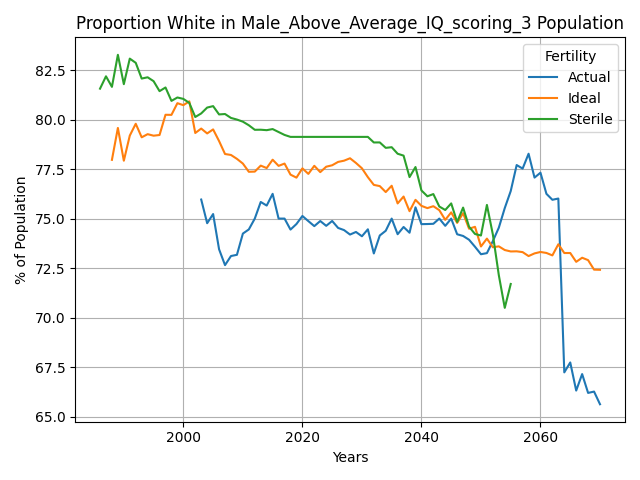 Proportion White in Male_Above_Average_IQ_scoring_3 Population
% of Population
82.5
80.0
77.5
75.0
72.5
70.0
67.5
65.0
Fertility
Actual
Ideal
Sterile
2000
2020
2040
2060
Years